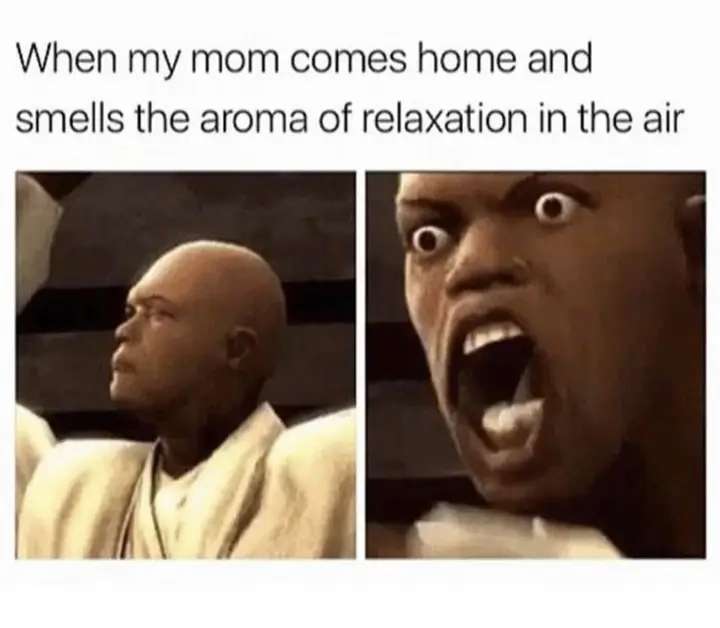 When my mom comes home and
smells the aroma of relaxation in the air